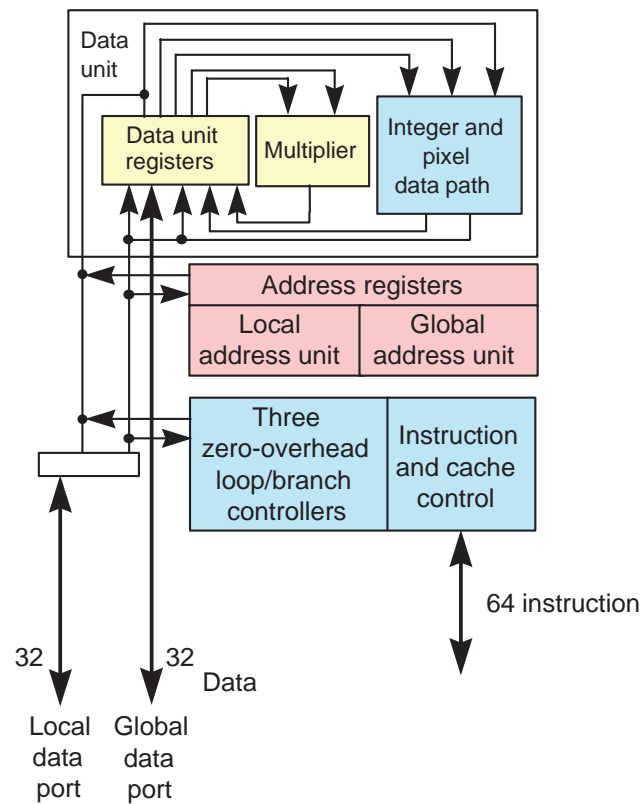 Data
unit
Data unit
registers
Multiplier
Integer and
pixel
data path
Address registers
Local
address unit
Global
address unit
Three
zero-overhead
loop/branch
controllers
Instruction
and cache
control
64 instruction
32
32
Data
Local
data
port
Global
data
port